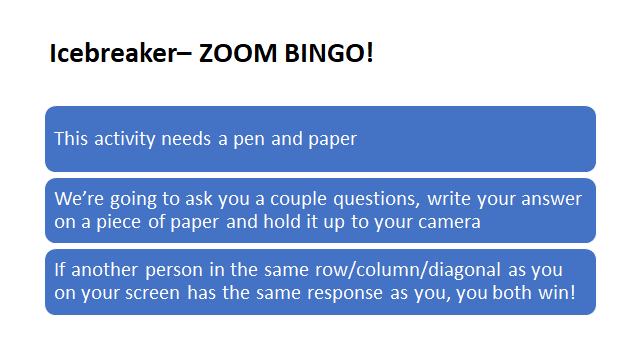 Icebreaker– ZOOM BINGO!
This activity needs a pen and paper
We’re going to ask you a couple questions, write your answer
on a piece of paper and hold it up to your camera
If another person in the same row/column/diagonal as you
on your screen has the same response as you, you both win!